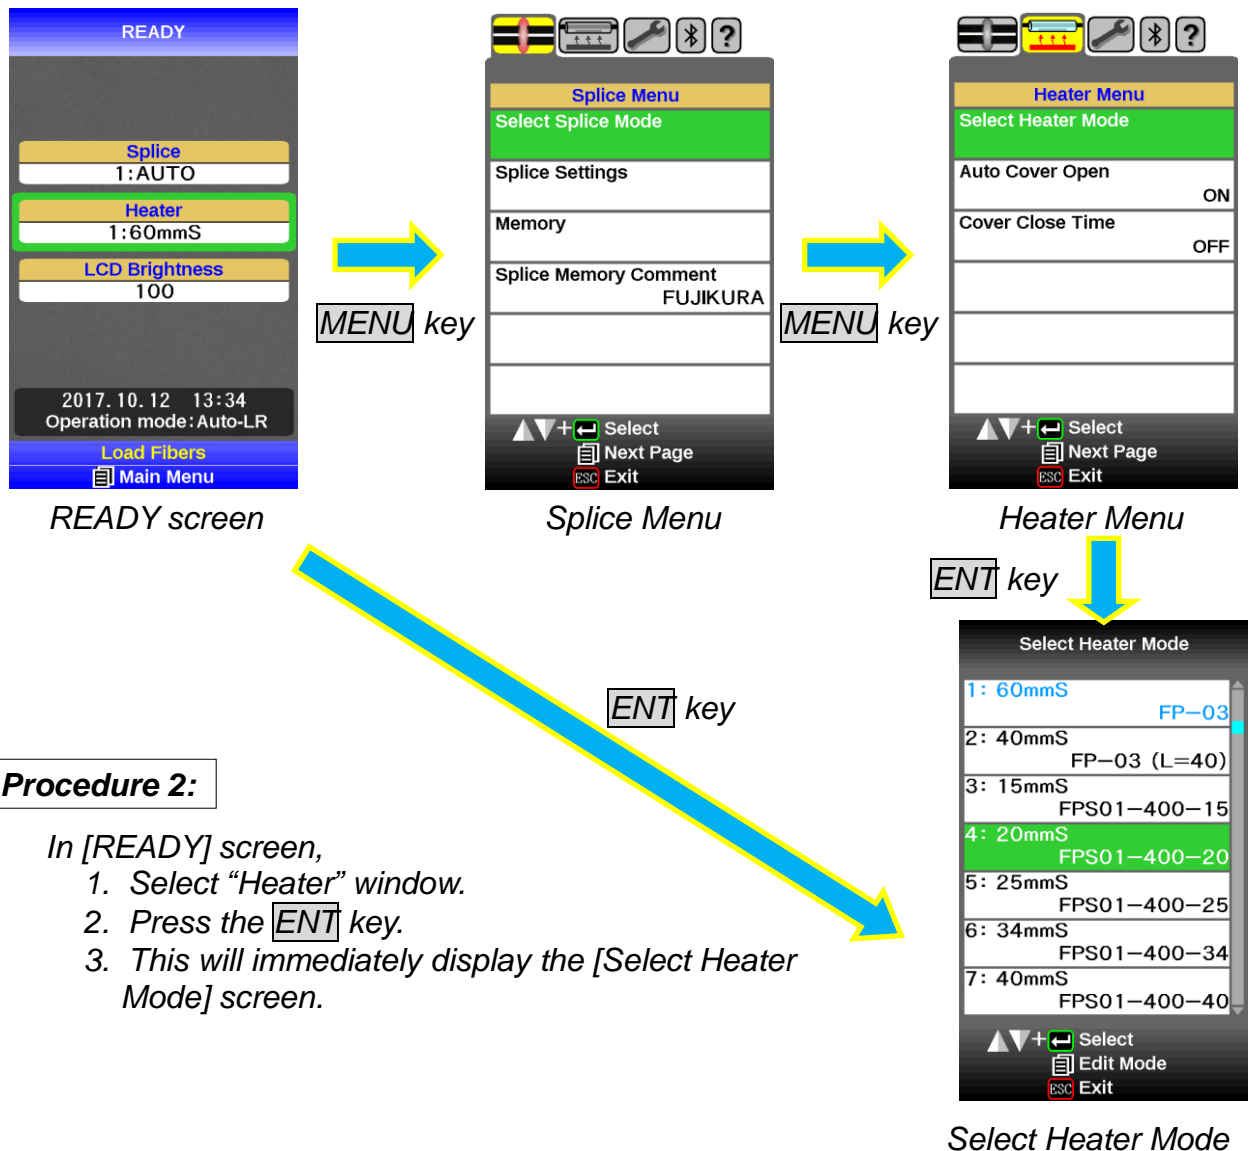 READY
Splice
1:AUTO
Heater
1:60mmS
LCD Brightness
100
2017.10.12 13:34
Operation mode:Auto-LR
Load Fibers
Main Menu
READY screen
MENU key
?
Splice Menu
Select Splice Mode
Splice Settings
Memory
Splice Memory Comment
FUJIKURA
+ Select
Next Page
ESC Exit
Splice Menu
MENU key
?
Heater Menu
Select Heater Mode
Auto Cover Open
ON
Cover Close Time
OFF
+ Select
Next Page
ESC Exit
Heater Menu
ENT key
ENT key
Select Heater Mode
1: 60mmS
FP-03
2: 40mmS
FP-03 (L=40)
3: 15mmS
FPS01-400-15
4: 20mmS
FPS01-400-20
5: 25mmS
FPS01-400-25
6: 34mmS
FPS01-400-34
7: 40mmS
FPS01-400-40
+ Select
Edit Mode
ESC Exit
Select Heater Mode
Procedure 2:
In [READY] screen,
1. Select “Heater” window.
2. Press the ENT key.
3. This will immediately display the [Select Heater
Mode] screen.